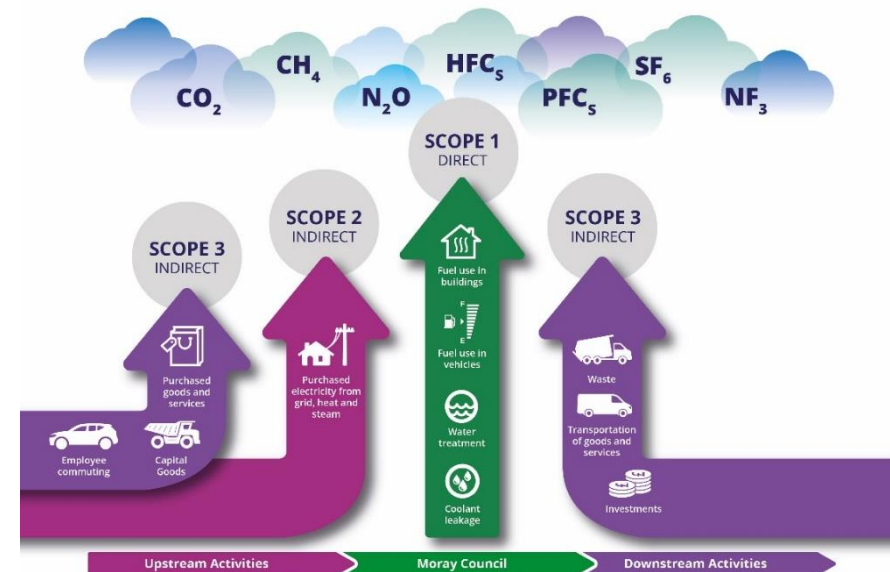 CO2
CH4
N2O
HFCS
PFCS
SF6
NF3
SCOPE 1
DIRECT
SCOPE 2
INDIRECT
SCOPE 3
INDIRECT
SCOPE 3
INDIRECT
Purchased
goods and
services
Employee
commuting
Capital
Goods
Purchased
electricity from
grid, heat and
steam
Fuel use in
buildings
F
E
Fuel use in
vehicles
Water
treatment
Coolant
leakage
Waste
Transportation
of goods and
services
Investments
Upstream Activities
Moray Council
Downstream Activities